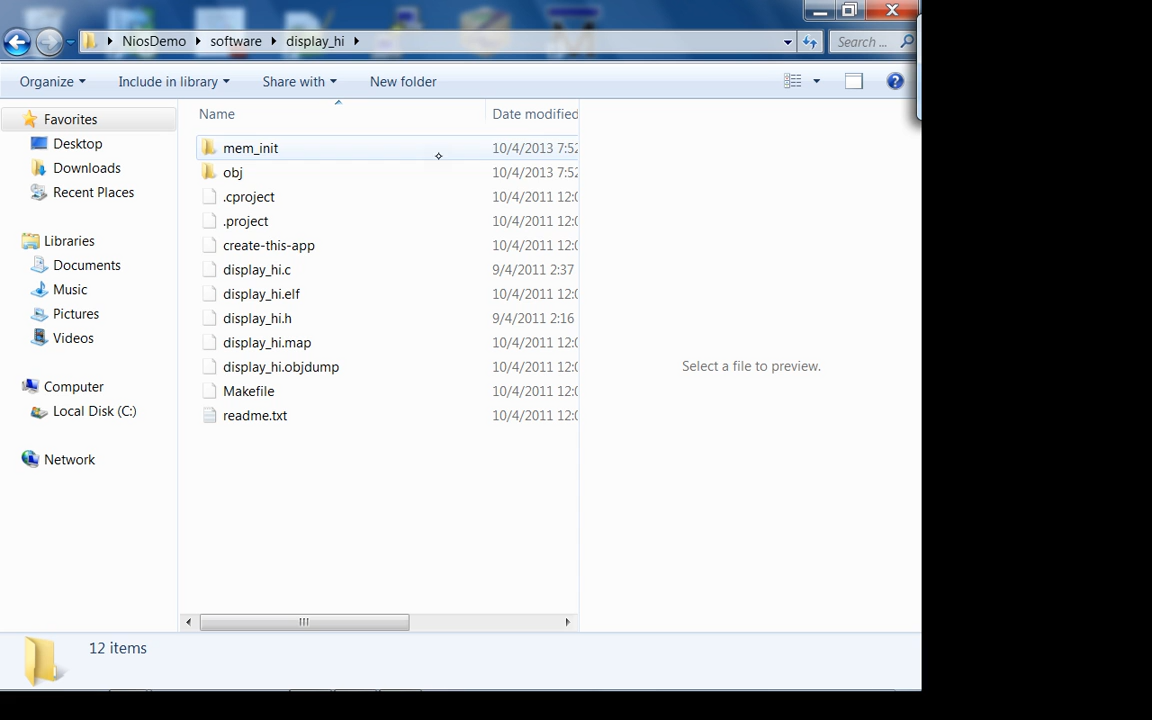 NiosDemo software display_hi Search ...
Organize Include in library Share with New folder
Name Date modified
Favorites
Desktop
Downloads
Recent Places
Libraries
Documents
Music
Pictures
Videos
Computer
Local Disk (C:)
Network
mem_init 10/4/2013 7:52
obj 10/4/2013 7:52
.cproject 10/4/2011 12:0
.project 10/4/2011 12:0
create-this-app 10/4/2011 12:0
display_hi.c 9/4/2011 2:37
display_hi.elf 10/4/2011 12:0
display_hi.h 9/4/2011 2:16
display_hi.map 10/4/2011 12:0
display_hi.objdump 10/4/2011 12:0
Makefile 10/4/2011 12:0
readme.txt 10/4/2011 12:0
Select a file to preview.
12 items